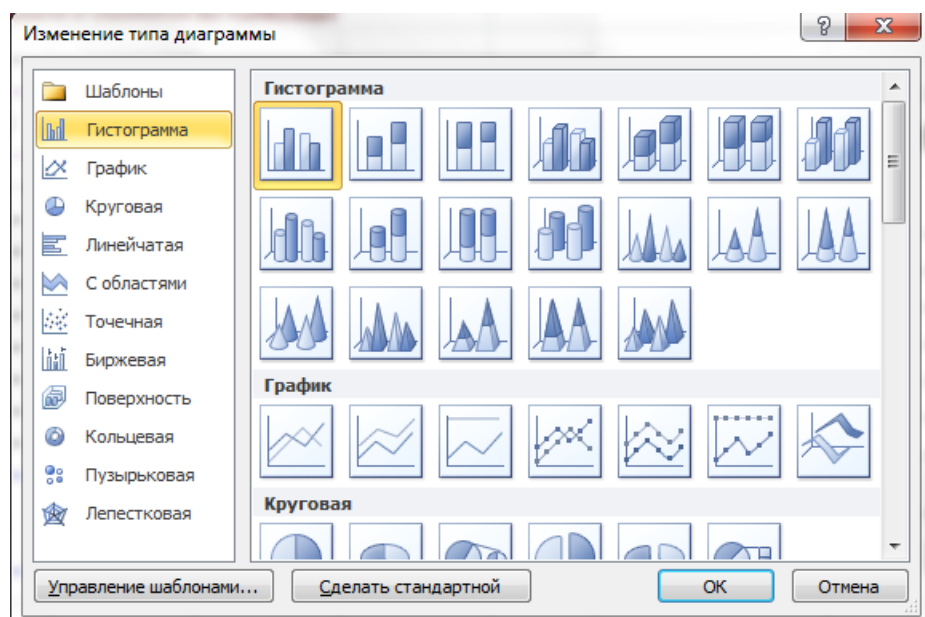 Изменение типа диаграммы
Шаблоны
Гистограмма
График
Круговая
Линейчатая
С областями
Точечная
Биржевая
Поверхность
Кольцевая
Пузырьковая
Лепестковая
Гистограмма
График
Круговая
Управление шаблонами...
Сделать стандартной
ОК
Отмена